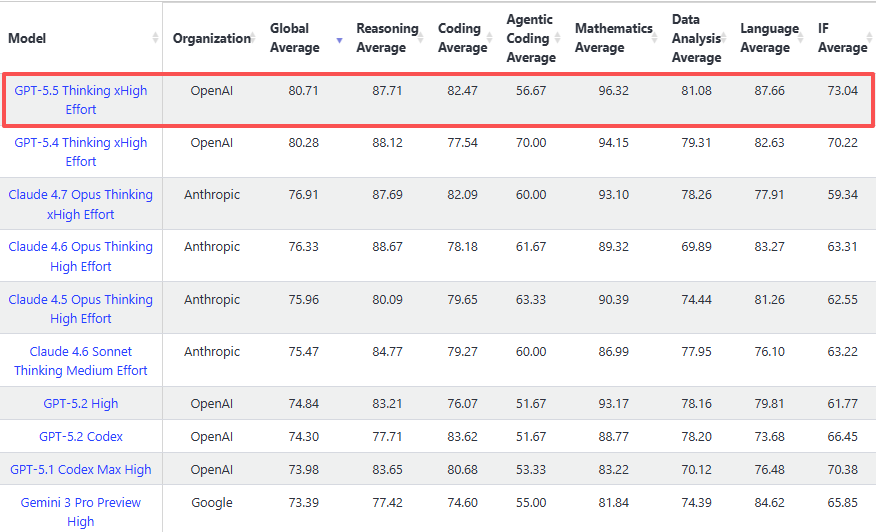 Model Organization Global Average Reasoning Average Coding Average Agentic Coding Average Mathematics Average Data Analysis Average Language Average IF Average
GPT-5.5 Thinking xHigh Effort OpenAI 80.71 87.71 82.47 56.67 96.32 81.08 87.66 73.04
GPT-5.4 Thinking xHigh Effort OpenAI 80.28 88.12 77.54 70.00 94.15 79.31 82.63 70.22
Claude 4.7 Opus Thinking xHigh Effort Anthropic 76.91 87.69 82.09 60.00 93.10 78.26 77.91 59.34
Claude 4.6 Opus Thinking High Effort Anthropic 76.33 88.67 78.18 61.67 89.32 69.89 83.27 63.31
Claude 4.5 Opus Thinking High Effort Anthropic 75.96 80.09 79.65 63.33 90.39 74.44 81.26 62.55
Claude 4.6 Sonnet Thinking Medium Effort Anthropic 75.47 84.77 79.27 60.00 86.99 77.95 76.10 63.22
GPT-5.2 High OpenAI 74.84 83.21 76.07 51.67 93.17 78.16 79.81 61.77
GPT-5.2 Codex OpenAI 74.30 77.71 83.62 51.67 88.77 78.20 73.68 66.45
GPT-5.1 Codex Max High OpenAI 73.98 83.65 80.68 53.33 83.22 70.12 76.48 70.38
Gemini 3 Pro Preview High Google 73.39 77.42 74.60 55.00 81.84 74.39 84.62 65.85